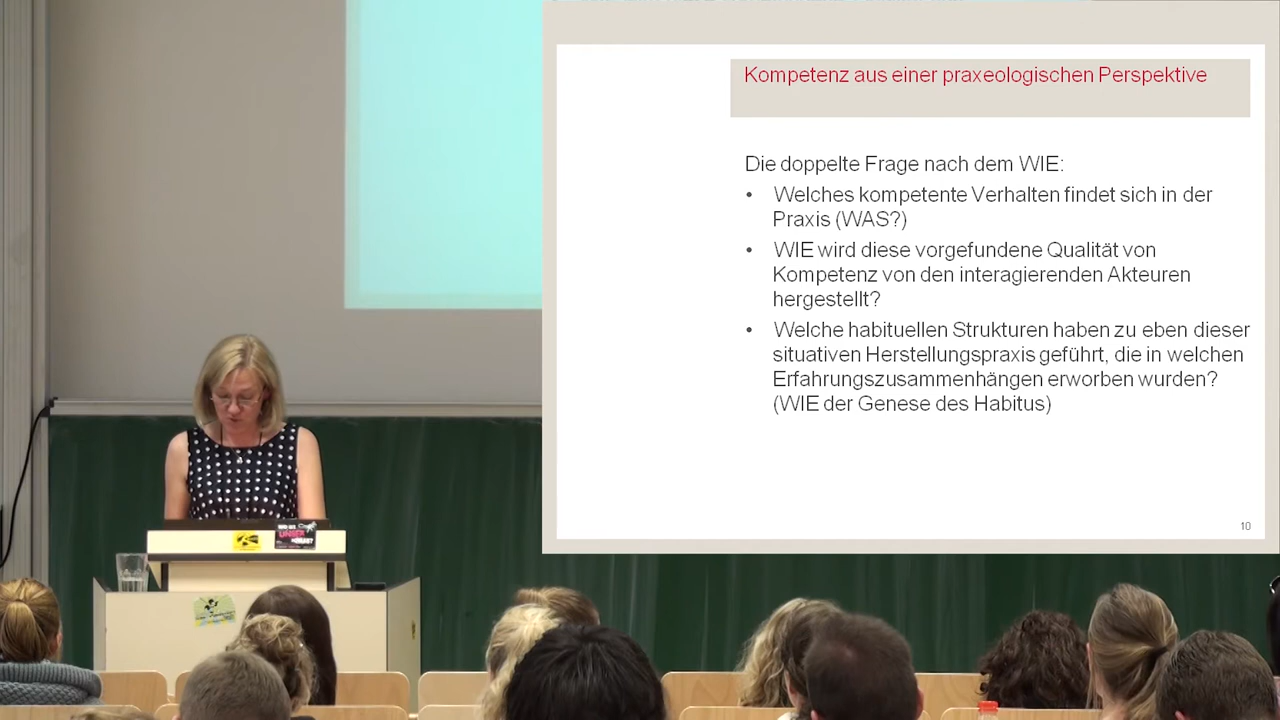 Kompetenz aus einer praxeologischen Perspektive
Die doppelte Frage nach dem WIE:
• Welches kompetente Verhalten findet sich in der
Praxis (WAS?)
• WIE wird diese vorgefundene Qualität von
Kompetenz von den interagierenden Akteuren
hergestellt?
• Welche habituellen Strukturen haben zu eben dieser
situativen Herstellungspraxis geführt, die in welchen
Erfahrungszusammenhängen erworben wurden?
(WIE der Genese des Habitus)
10
UNSER